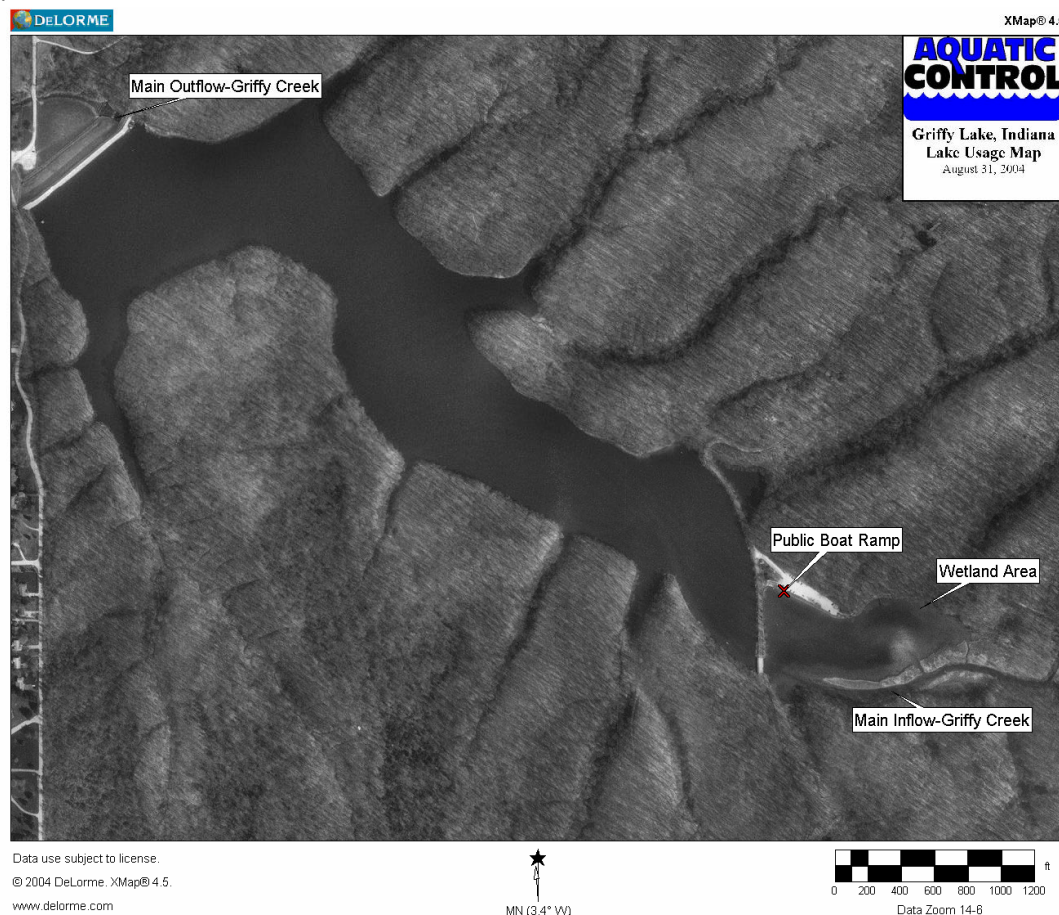 DELORME
XMap® 4.
AQUATIC
CONTROL
Griffy Lake, Indiana
Lake Usage Map
August 31, 2004
Main Outflow-Griffy Creek
Public Boat Ramp
Wetland Area
Main Inflow-Griffy Creek
Data use subject to license.
© 2004 DeLorme. XMap® 4.5.
www.delorme.com
MN (3.4° W)
ft
0 200 400 600 800 1000 1200
Data Zoom 14-6